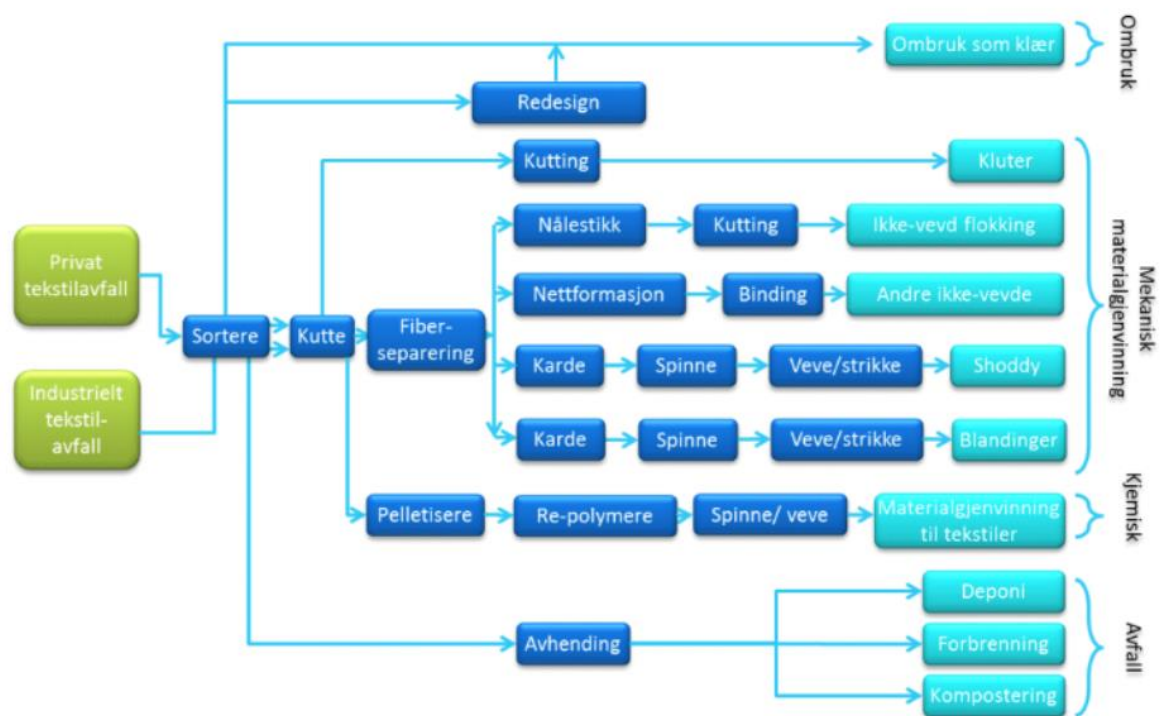 Ombruk som klær
Ombruk
Redesign
Kutting
Kluter
Nålestikk
Kutting
Ikke-vevd flokking
Privat
tekstilavfall
Nettformasjon
Binding
Andre ikke-vevde
Mekanisk
materialgjenvinning
Sortere
Kutte
Fiber-
separering
Karde
Spinne
Veve/strikke
Shoddy
Industrielt
tekstil-
avfall
Karde
Spinne
Veve/strikke
Blandinger
Pelletisere
Re-polymere
Spinne/ veve
Materialgjenvinning
til tekstiler
Kjemisk
Deponi
Avhending
Forbrenning
Avfall
Kompostering